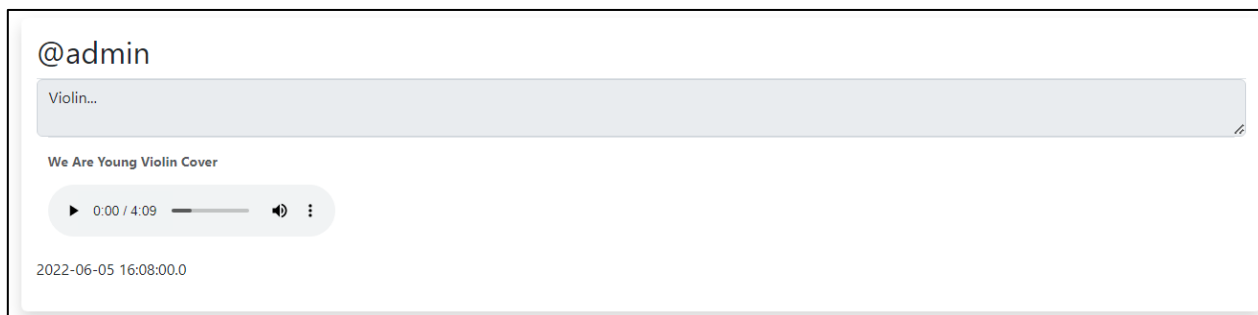 @admin
Violin...
We Are Young Violin Cover
0:00 / 4:09
2022-06-05 16:08:00.0